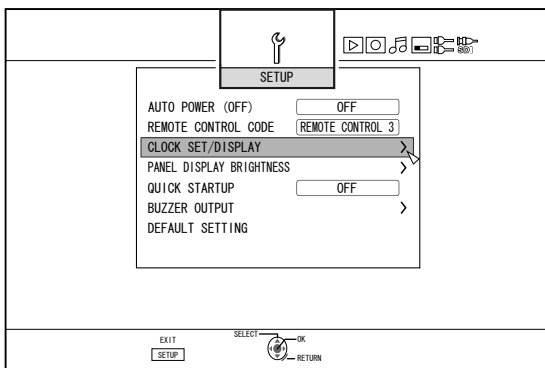 SETUP
AUTO POWER (OFF) OFF
REMOTE CONTROL CODE REMOTE CONTROL 3
CLOCK SET/DISPLAY
PANEL DISPLAY BRIGHTNESS
QUICK STARTUP OFF
BUZZER OUTPUT
DEFAULT SETTING
EXIT
SETUP
SELECT
OK
RETURN